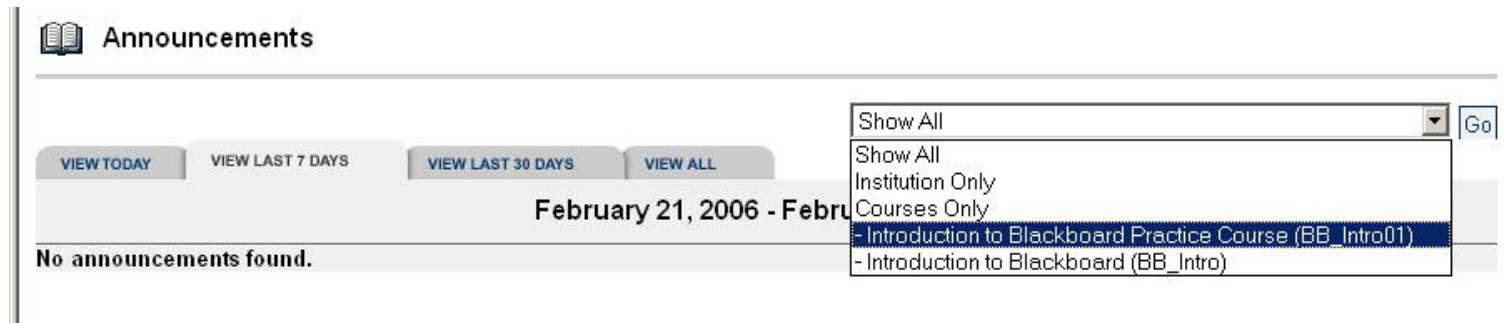 Announcements
Show All
Go
VIEW TODAY VIEW LAST 7 DAYS VIEW LAST 30 DAYS VIEW ALL
Show All
Institution Only
Courses Only
- Introduction to Blackboard Practice Course (BB_Intro01)
- Introduction to Blackboard (BB_Intro)
February 21, 2006 - Febru
No announcements found.